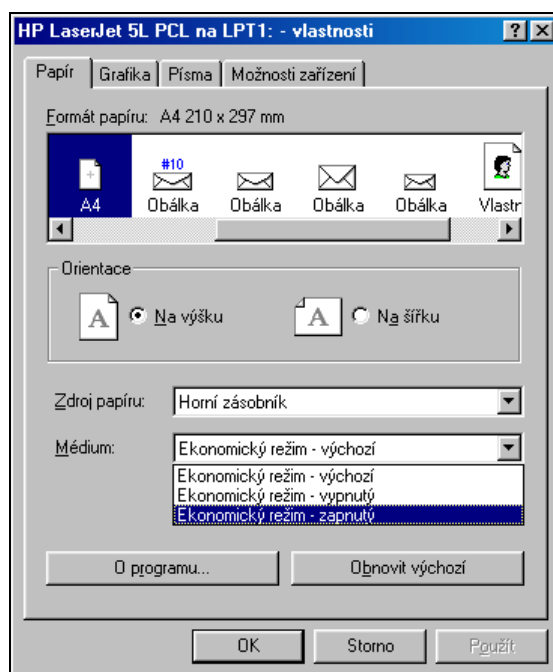 HP LaserJet 5L PCL na LPT1: - vlastnosti
Papír Grafika Písma Možnosti zařízení
Formát papíru: A4 210 x 297 mm
#10
A4 Obálka Obálka Obálka Obálka Vlastr
Orientace
A Na výšku A Na šířku
Zdroj papíru: Horní zásobník
Médium: Ekonomický režim - výchozí
Ekonomický režim - výchozí
Ekonomický režim - vypnutý
Ekonomický režim - zapnutý
O programu... Obnovit výchozí
OK Storno Použít